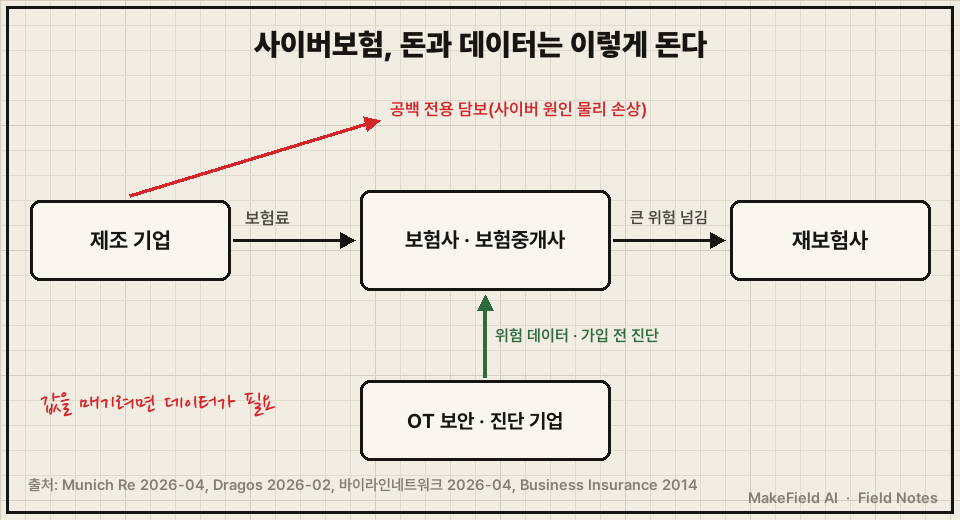 사이버보험, 돈과 데이터는 이렇게 돈다
공백 전용 담보(사이버 원인 물리 손상)
보험료
큰 위험 넘김
제조 기업
보험사 · 보험중개사
재보험사
위험 데이터 · 가입 전 진단
값을 매기려면 데이터가 필요
OT 보안 · 진단 기업
출처: Munich Re 2026-04, Dragos 2026-02, 바이라인네트워크 2026-04, Business Insurance 2014
MakeField AI · Field Notes